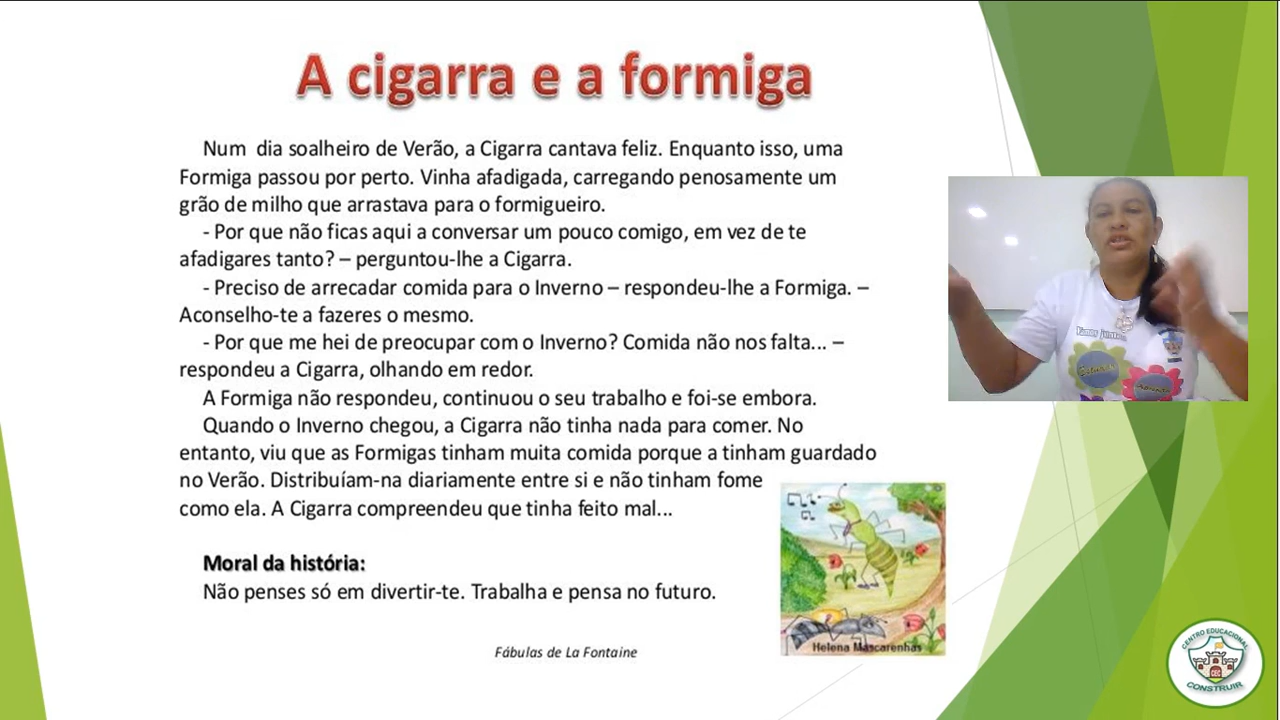 A cigarra e a formiga
Num dia soalheiro de Verão, a Cigarra cantava feliz. Enquanto isso, uma
Formiga passou por perto. Vinha afadigada, carregando penosamente um
grão de milho que arrastava para o formigueiro.
- Por que não ficas aqui a conversar um pouco comigo, em vez de te
afadigares tanto? – perguntou-lhe a Cigarra.
- Preciso de arrecadar comida para o Inverno – respondeu-lhe a Formiga. –
Aconselho-te a fazeres o mesmo.
- Por que me hei de preocupar com o Inverno? Comida não nos falta... –
respondeu a Cigarra, olhando em redor.
A Formiga não respondeu, continuou o seu trabalho e foi-se embora.
Quando o Inverno chegou, a Cigarra não tinha nada para comer. No
entanto, viu que as Formigas tinham muita comida porque a tinham guardado
no Verão. Distribuíam-na diariamente entre si e não tinham fome
como ela. A Cigarra compreendeu que tinha feito mal...
Moral da história:
Não penses só em divertir-te. Trabalha e pensa no futuro.
Fábulas de La Fontaine
Helena Mascarenhas
Vamos juntos
CENTRO EDUCACIONAL
CEC
CONSTRUIR